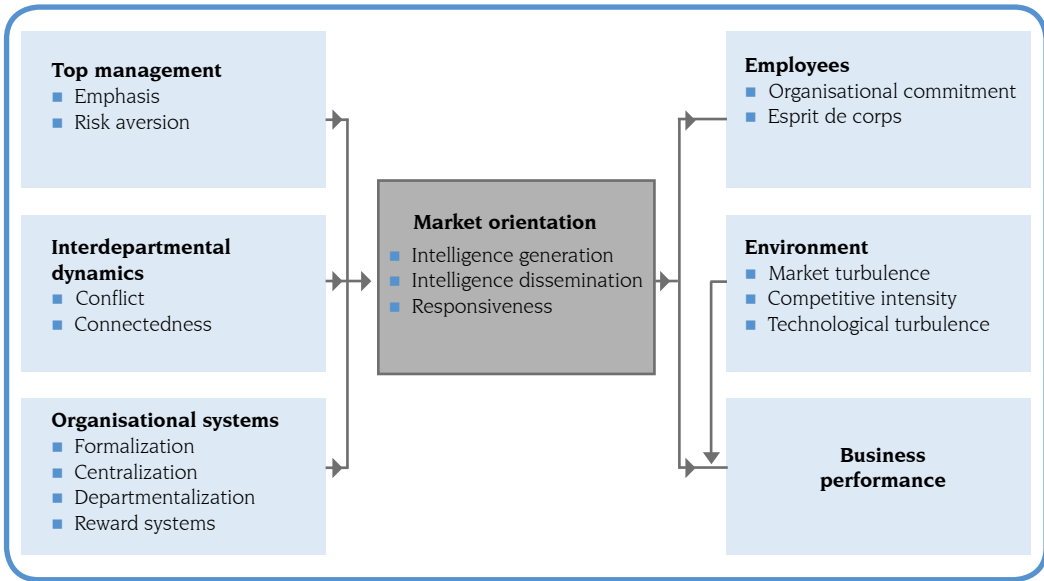 Top management
Emphasis
Risk aversion
Interdepartmental
dynamics
Conflict
Connectedness
Organisational systems
Formalization
Centralization
Departmentalization
Reward systems
Market orientation
Intelligence generation
Intelligence dissemination
Responsiveness
Employees
Organisational commitment
Esprit de corps
Environment
Market turbulence
Competitive intensity
Technological turbulence
Business
performance